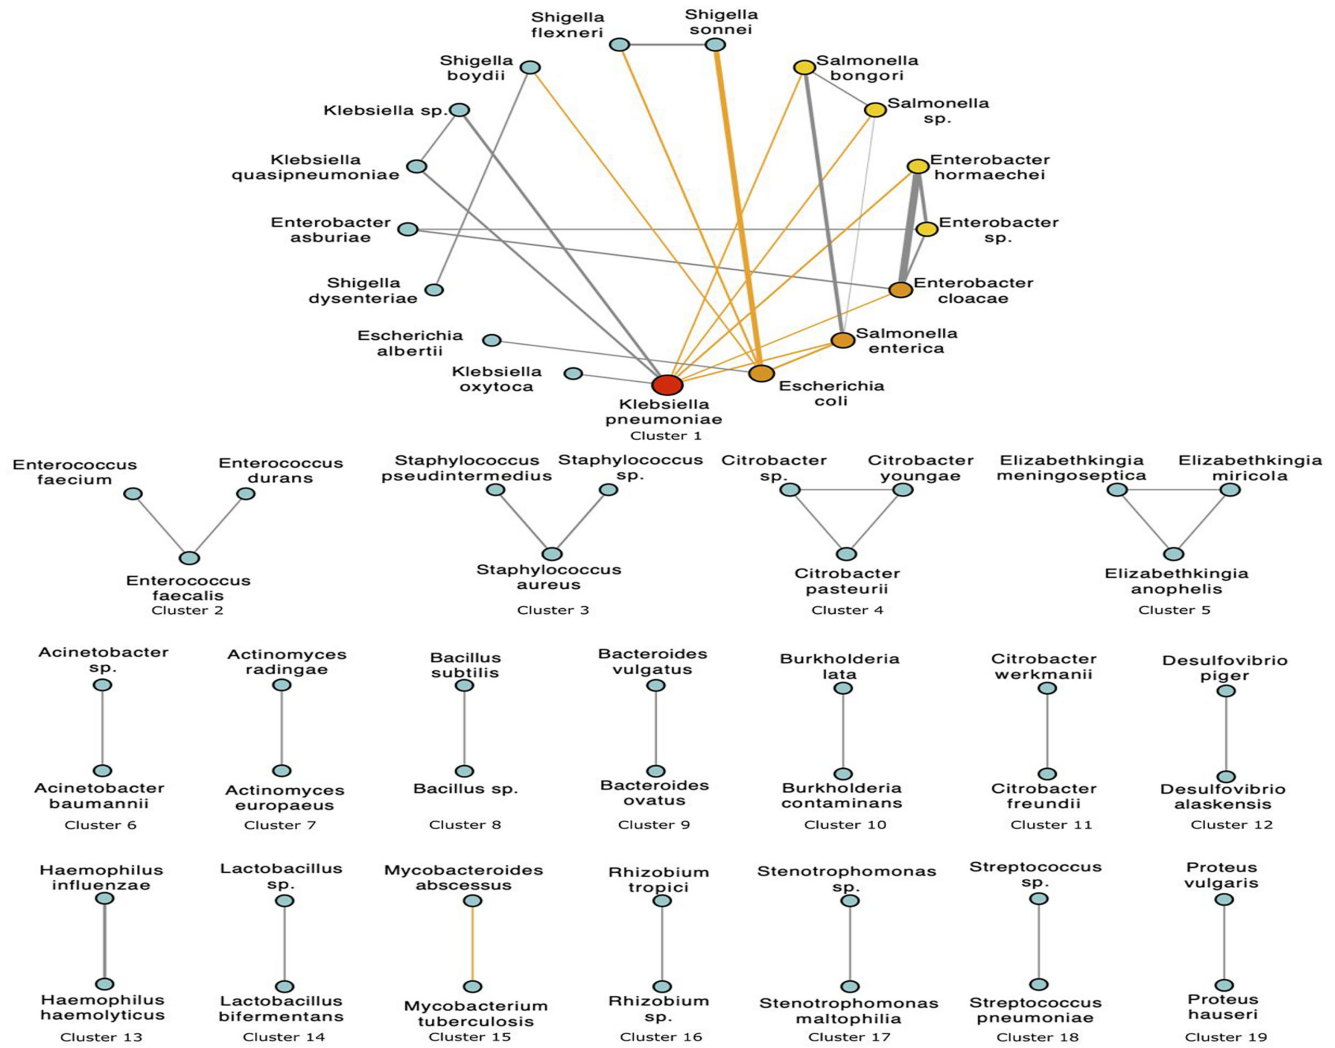 Shigella
flexneri
Shigella
sonnei
Shigella
boydii
Salmonella
bongori
Klebsiella sp.
Salmonella
sp.
Klebsiella
quasipneumoniae
Enterobacter
hormaechei
Enterobacter
asburiae
Enterobacter
sp.
Shigella
dysenteriae
Enterobacter
cloacae
Escherichia
albertii
Salmonella
enterica
Klebsiella
oxytoca
Escherichia
coli
Klebsiella
pneumoniae
Cluster 1
Enterococcus
faecium
Enterococcus
durans
Enterococcus
faecalis
Cluster 2
Staphylococcus
pseudintermedius
Staphylococcus
sp.
Staphylococcus
aureus
Cluster 3
Citrobacter
sp.
Citrobacter
youngae
Citrobacter
pasteurii
Cluster 4
Elizabethkingia
meningoseptica
Elizabethkingia
miricola
Elizabethkingia
anophelis
Cluster 5
Acinetobacter
sp.
Acinetobacter
baumannii
Cluster 6
Actinomyces
radingae
Actinomyces
europaeus
Cluster 7
Bacillus
subtilis
Bacillus sp.
Cluster 8
Bacteroides
vulgatus
Bacteroides
ovatus
Cluster 9
Burkholderia
lata
Burkholderia
contaminans
Cluster 10
Citrobacter
werkmanii
Citrobacter
freundii
Cluster 11
Desulfovibrio
piger
Desulfovibrio
alaskensis
Cluster 12
Haemophilus
influenzae
Haemophilus
haemolyticus
Cluster 13
Lactobacillus
sp.
Lactobacillus
bifermentans
Cluster 14
Mycobacteroides
abscessus
Mycobacterium
tuberculosis
Cluster 15
Rhizobium
tropici
Rhizobium
sp.
Cluster 16
Stenotrophomonas
sp.
Stenotrophomonas
maltophilia
Cluster 17
Streptococcus
sp.
Streptococcus
pneumoniae
Cluster 18
Proteus
vulgaris
Proteus
hauseri
Cluster 19